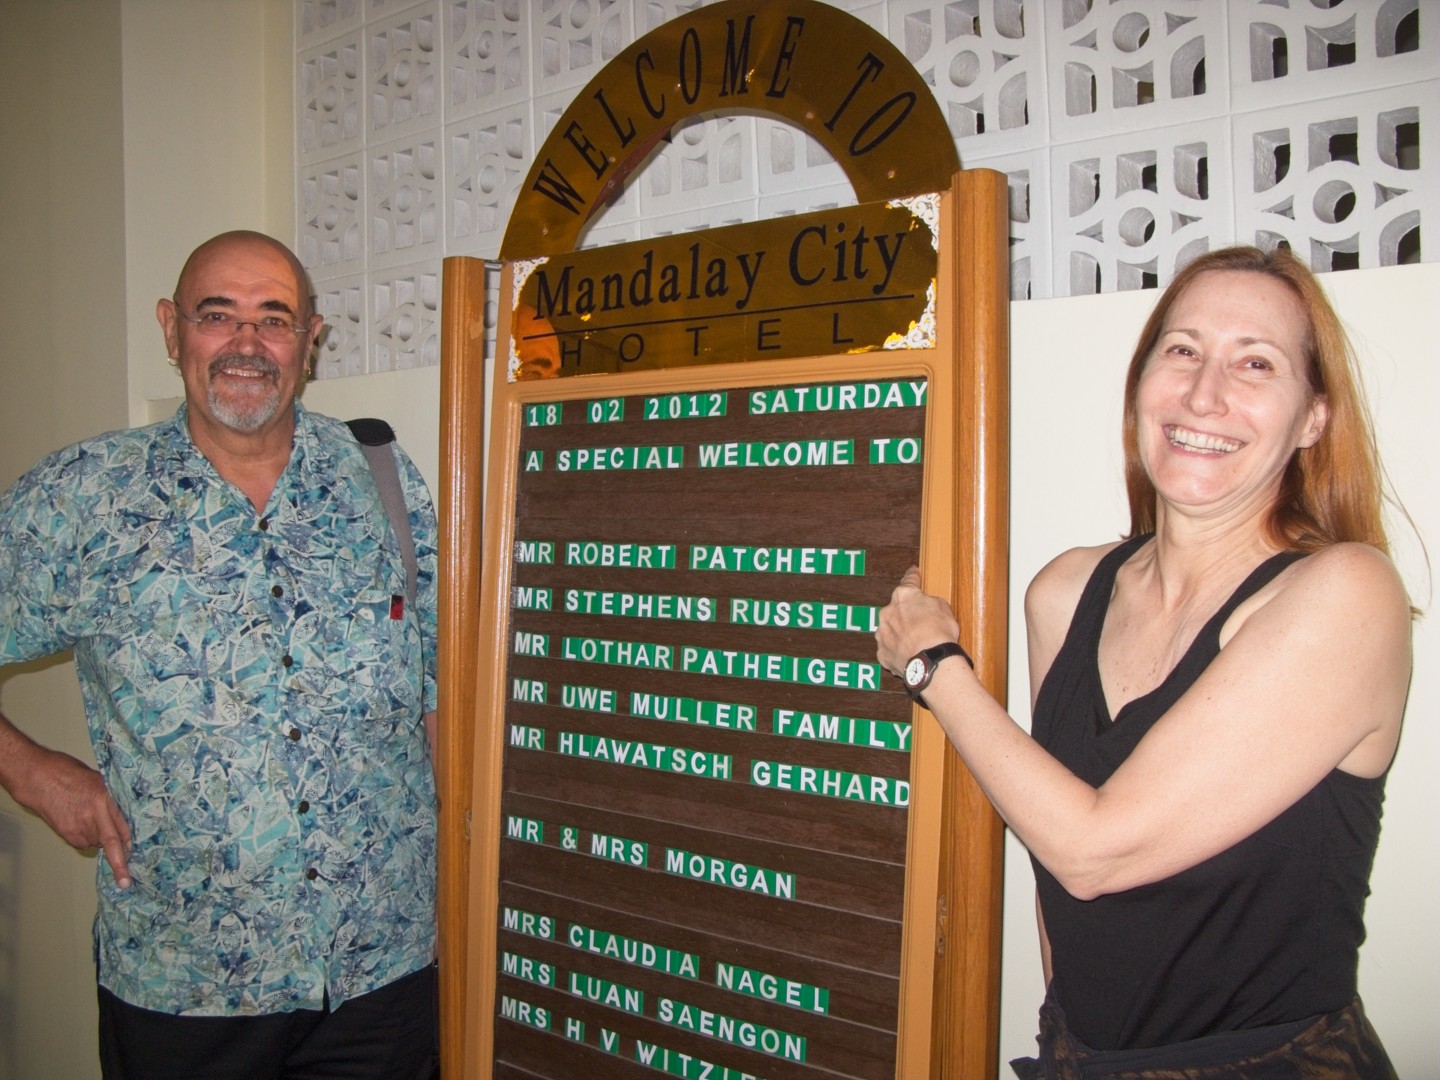 WELCOME TO
Mandalay City
HOTEL
18 02 2012 SATURDAY
A SPECIAL WELCOME TO
MR ROBERT PATCHETT
MR STEPHENS RUSSELL
MR LOTHAR PATHEIGER
MR UWE MULLER FAMILY
MR HLAWATSCH GERHARD
MR & MRS MORGAN
MRS CLAUDIA NAGEL
MRS LUAN SAENGON
MRS H V